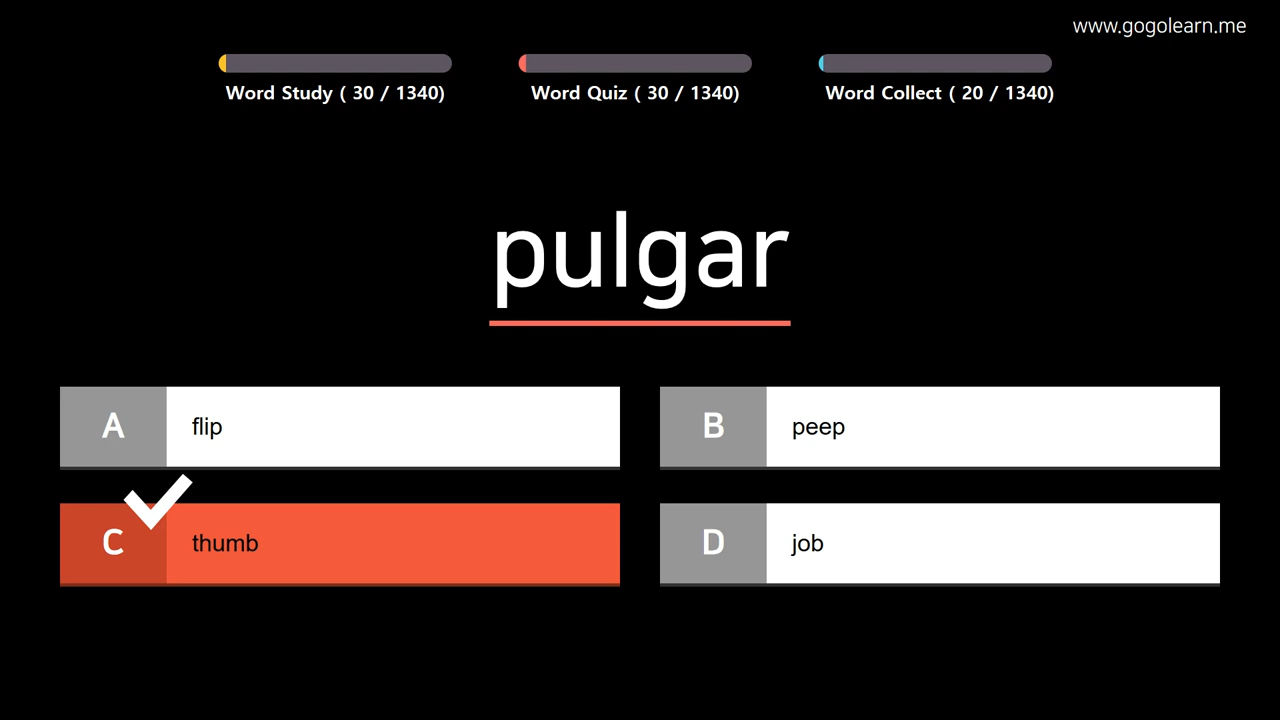 www.gogolearn.me
Word Study ( 30 / 1340)
Word Quiz ( 30 / 1340)
Word Collect ( 20 / 1340)
pulgar
A flip
B peep
C thumb
D job